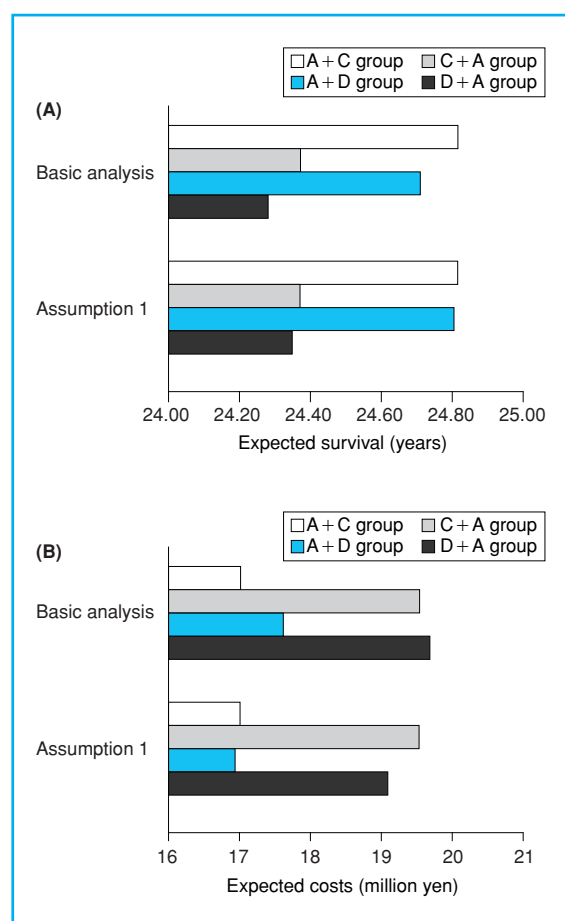 A + C group C + A group
A + D group D + A group
(A)
Basic analysis
Assumption 1
24.00 24.20 24.40 24.60 24.80 25.00
Expected survival (years)
A + C group C + A group
A + D group D + A group
(B)
Basic analysis
Assumption 1
16 17 18 19 20 21
Expected costs (million yen)